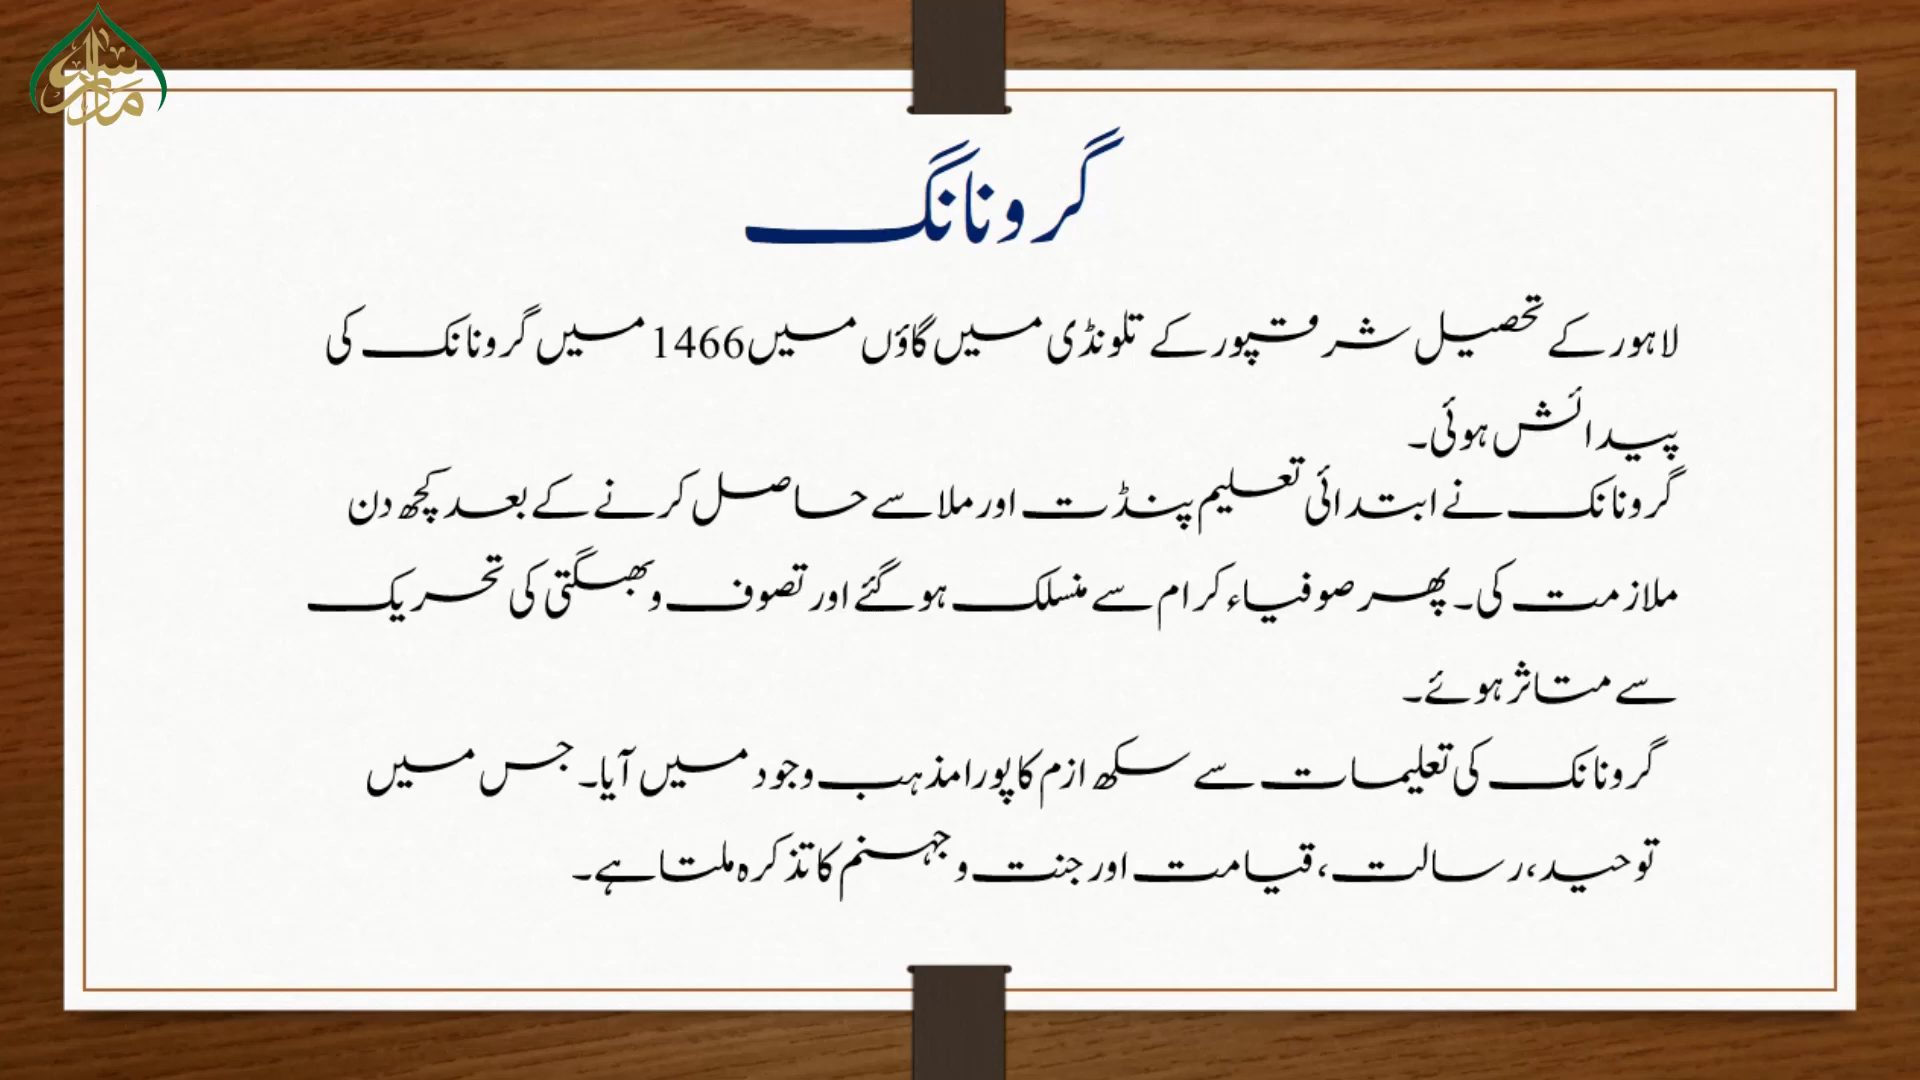 گرونانگ
لاہور کے تحصیل شرقپور کے تلونڈی میں گاؤں میں 1466 میں گرونانک کی
پیدائش ہوئی۔
گرونانک نے ابتدائی تعلیم پنڈت اور ملا سے حاصل کرنے کے بعد کچھ دن
ملازمت کی۔ پھر صوفیاء کرام سے منسلک ہو گئے اور تصوف و بھگتی کی تحریک
سے متاثر ہوئے۔
گرونانک کی تعلیمات سے سکھ ازم کا پورا مذہب وجود میں آیا۔ جس میں
توحید، رسالت، قیامت اور جنت و جہنم کا تذکرہ ملتا ہے۔